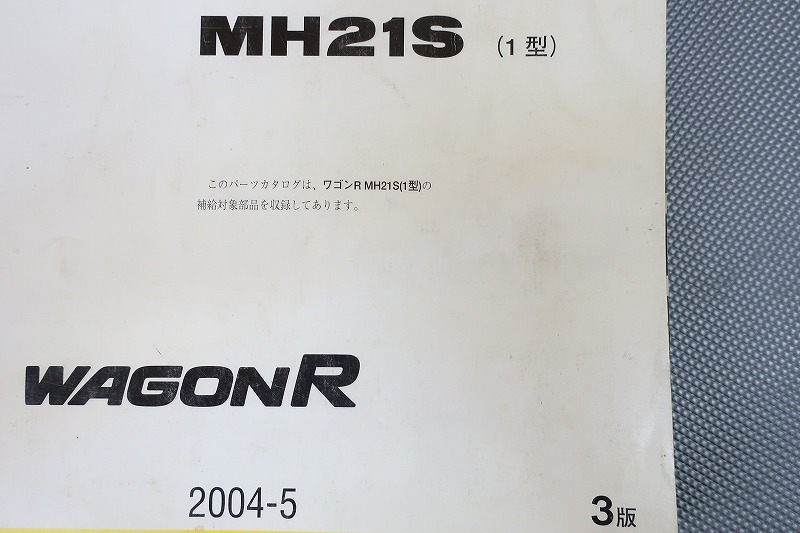 MH21S (1型)
このパーツカタログは、ワゴンR MH21S(1型)の
補給対象部品を収録してあります。
WAGON R
2004-5
3版